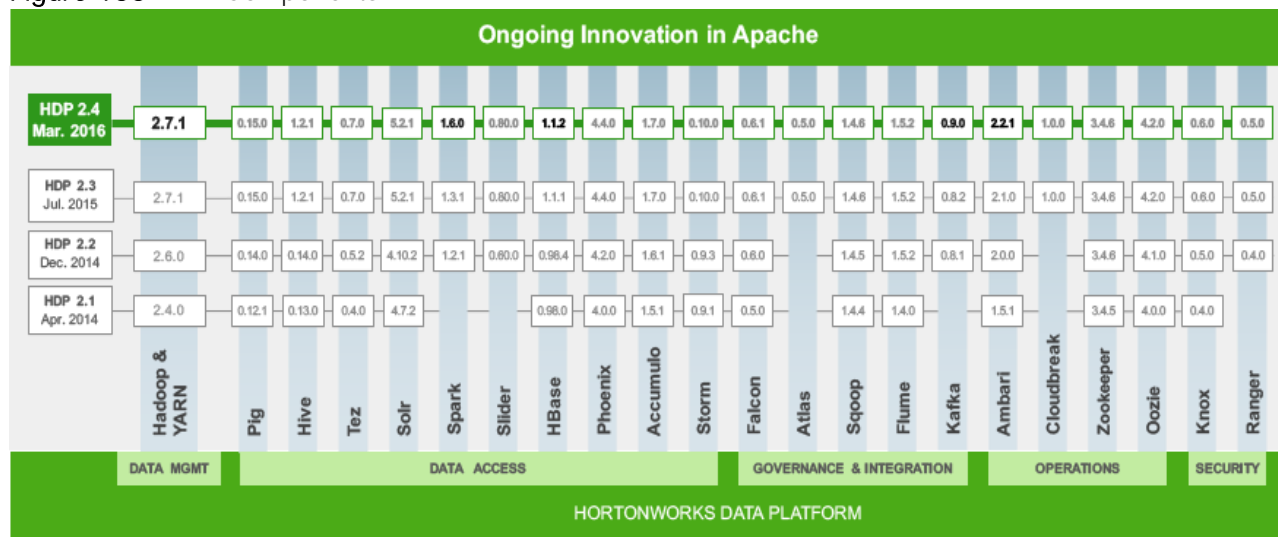 Ongoing Innovation in Apache
HDP 2.4
Mar. 2016
2.7.1 0.15.0 1.2.1 0.7.0 5.2.1 1.6.0 0.80.0 1.1.2 4.4.0 1.7.0 0.10.0 0.6.1 0.5.0 1.4.6 1.5.2 0.9.0 2.2.1 1.0.0 3.4.6 4.2.0 0.6.0 0.5.0
HDP 2.3
Jul. 2015
2.7.1 0.15.0 1.2.1 0.7.0 5.2.1 1.3.1 0.80.0 1.1.1 4.4.0 1.7.0 0.10.0 0.6.1 0.5.0 1.4.6 1.5.2 0.8.2 2.1.0 1.0.0 3.4.6 4.2.0 0.6.0 0.5.0
HDP 2.2
Dec. 2014
2.6.0 0.14.0 0.14.0 0.5.2 4.10.2 1.2.1 0.60.0 0.98.4 4.2.0 1.6.1 0.9.3 0.6.0 1.4.5 1.5.2 0.8.1 2.0.0 3.4.6 4.1.0 0.5.0 0.4.0
HDP 2.1
Apr. 2014
2.4.0 0.12.1 0.13.0 0.4.0 4.7.2 0.98.0 4.0.0 1.5.1 0.9.1 0.5.0 1.4.4 1.4.0 1.5.1 3.4.5 4.0.0 0.4.0
Hadoop &
YARN
Pig
Hive
Tez
Solr
Spark
Slider
HBase
Phoenix
Accumulo
Storm
Falcon
Atlas
Sqoop
Flume
Kafka
Ambari
Cloudbreak
Zookeeper
Oozie
Knox
Ranger
DATA MGMT DATA ACCESS GOVERNANCE & INTEGRATION OPERATIONS SECURITY
HORTONWORKS DATA PLATFORM